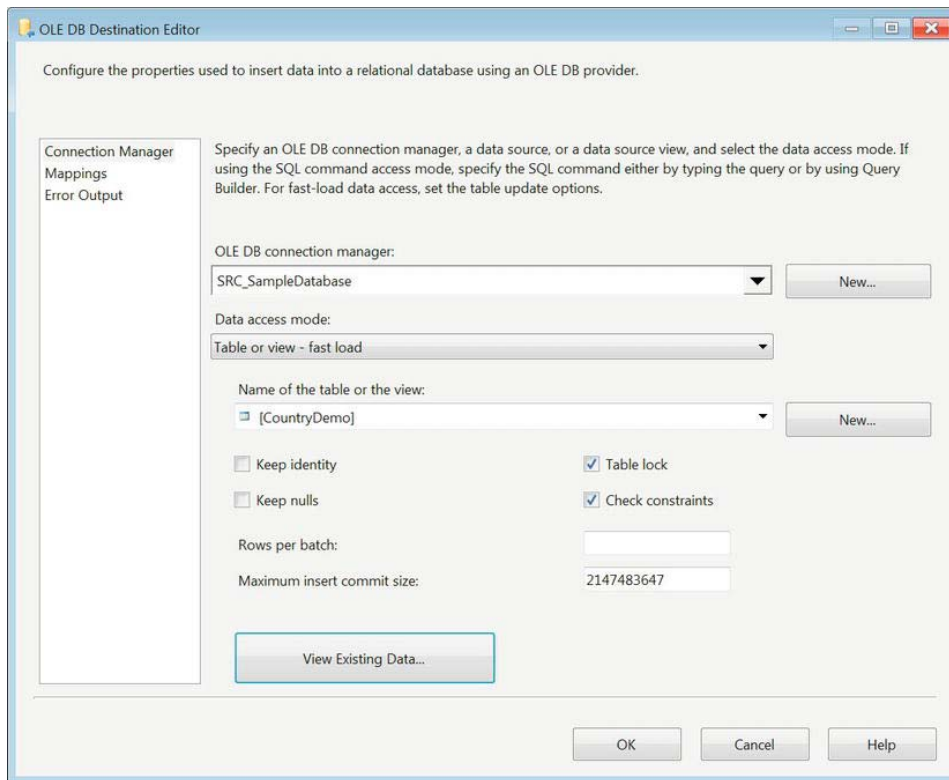 OLE DB Destination Editor
Configure the properties used to insert data into a relational database using an OLE DB provider.
Connection Manager
Mappings
Error Output
Specify an OLE DB connection manager, a data source, or a data source view, and select the data access mode. If
using the SQL command access mode, specify the SQL command either by typing the query or by using Query
Builder. For fast-load data access, set the table update options.
OLE DB connection manager:
SRC_SampleDatabase
New...
Data access mode:
Table or view - fast load
Name of the table or the view:
[CountryDemo]
New...
Keep identity
Table lock
Keep nulls
Check constraints
Rows per batch:
Maximum insert commit size:
2147483647
View Existing Data...
OK
Cancel
Help